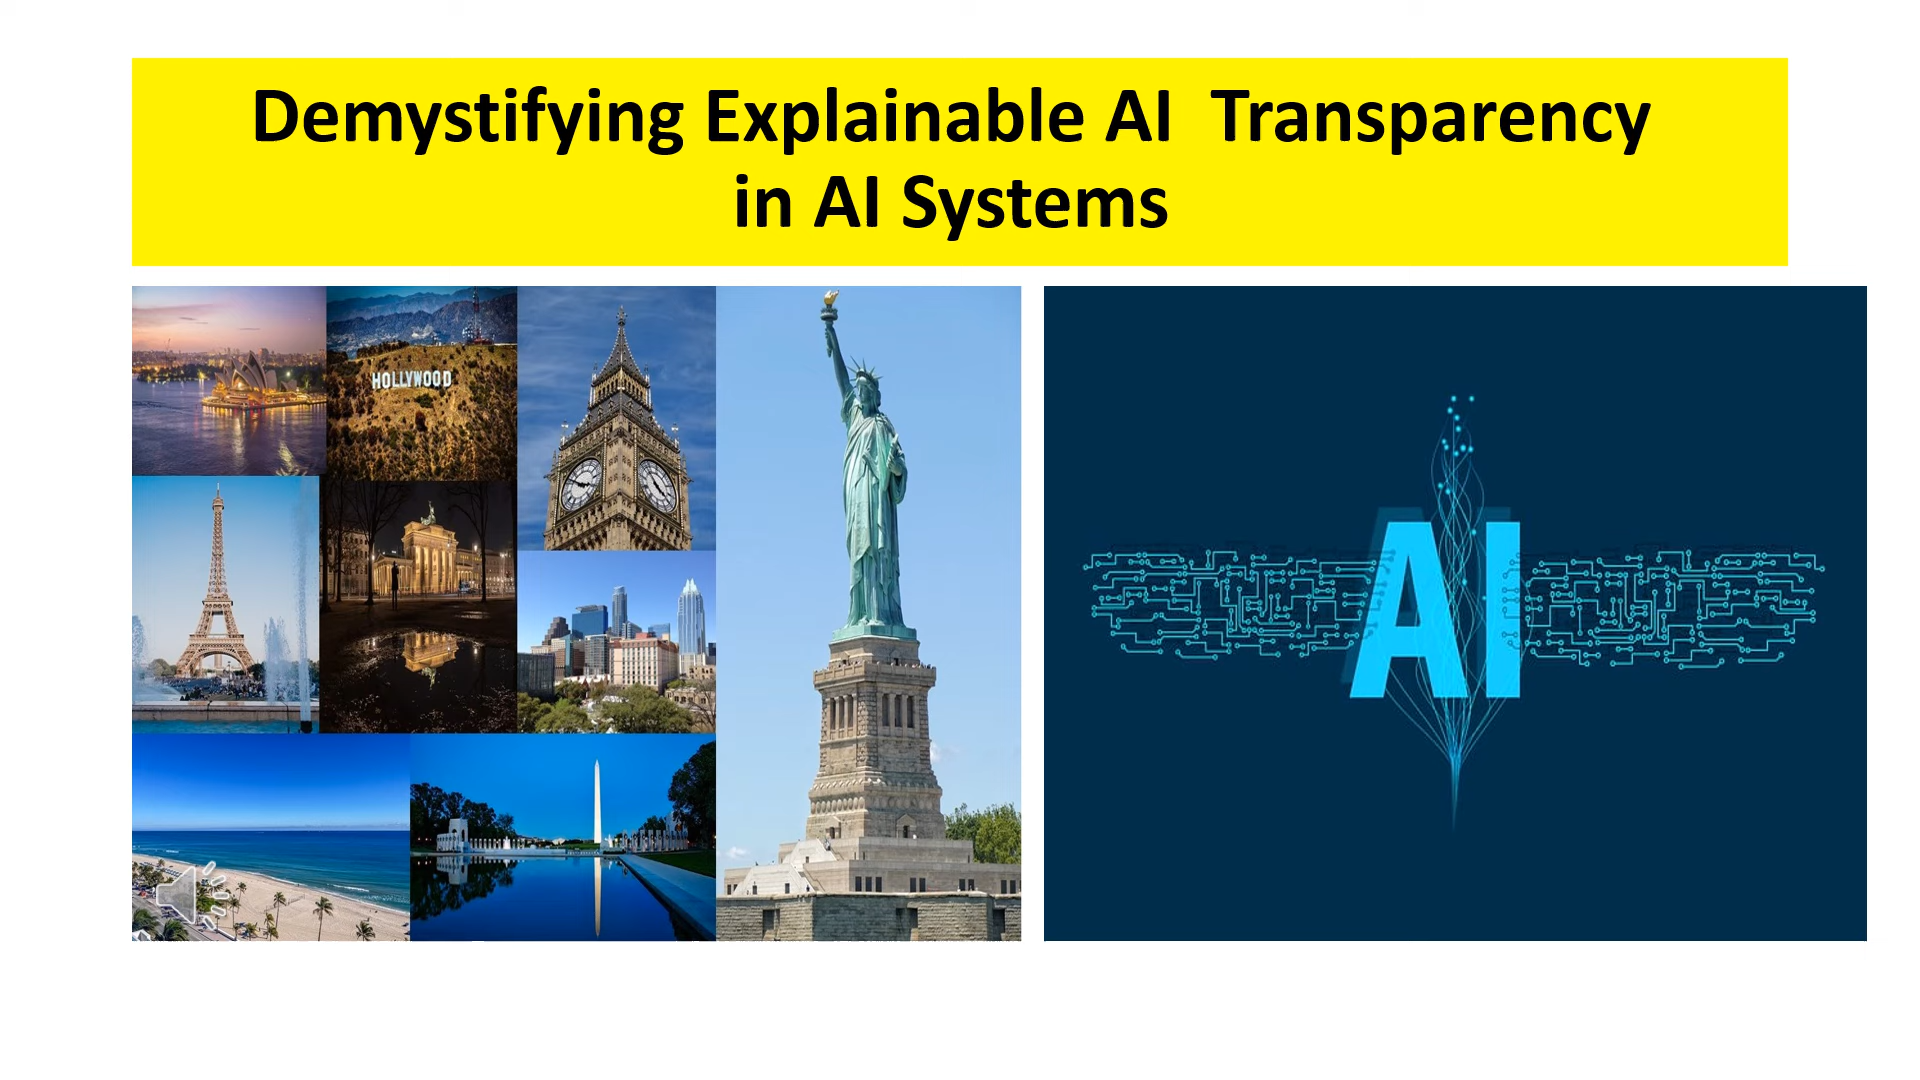 Demystifying Explainable AI  Transparency
in AI Systems
HOLLYWOOD
AI